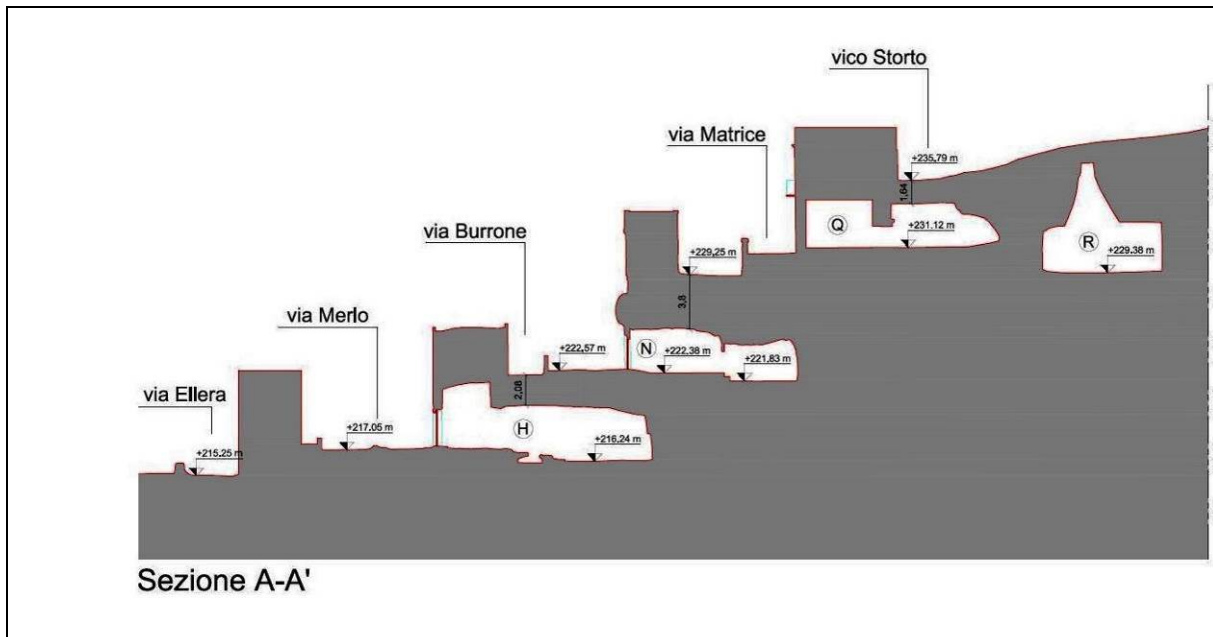 vico Storto
via Matrice
+235.79 m
1,64
via Burrone
Q
+231.12 m
+229,25 m
R
+229.38 m
3,8
via Merlo
+222.57 m
N
+222.38 m
+221.83 m
via Ellera
2,08
+217.05 m
H
+216.24 m
+215.25 m
Sezione A-A'